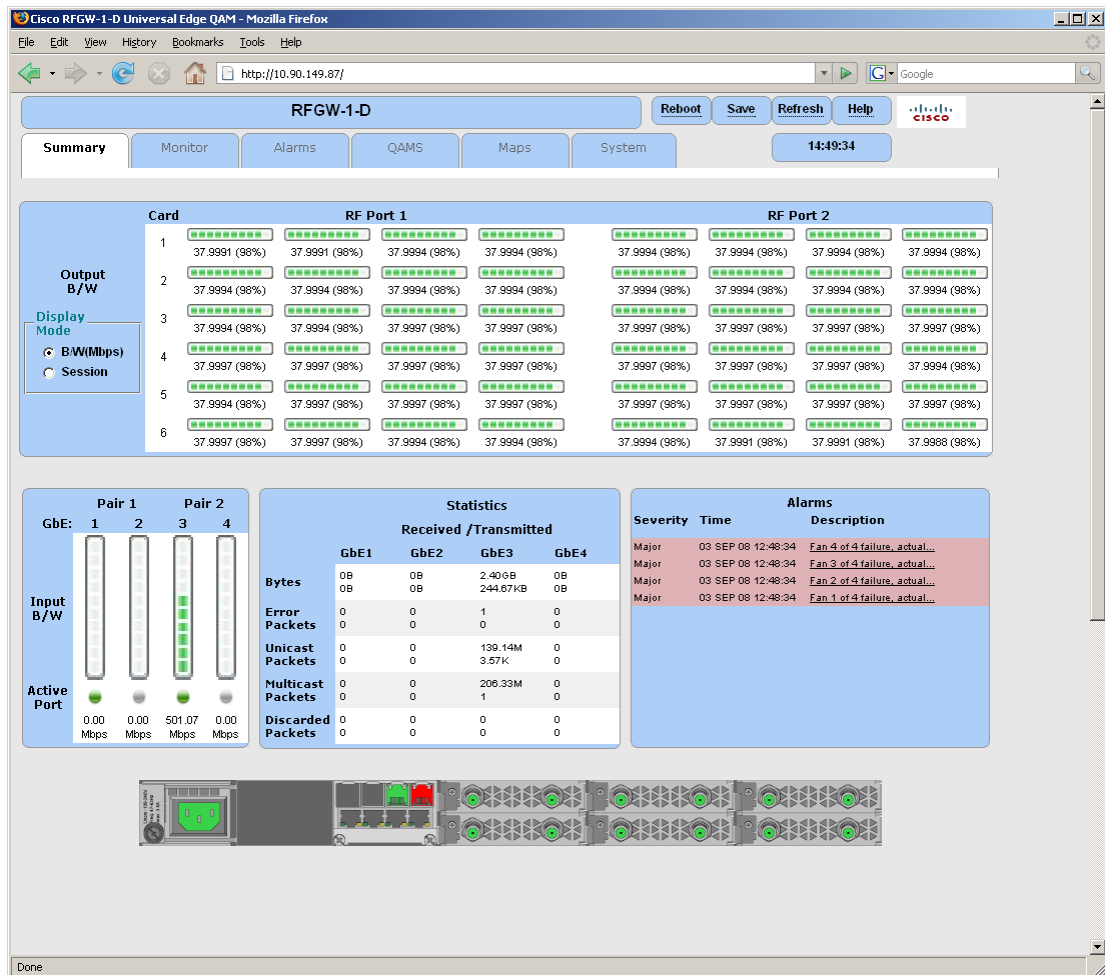 Cisco RFGW-1-D Universal Edge QAM - Mozilla Firefox
File Edit View History Bookmarks Tools Help
http://10.90.149.87/
G Google
RFGW-1-D
Reboot Save Refresh Help
CISCO
Summary Monitor Alarms QAMS Maps System
14:49:34
Card RF Port 1 RF Port 2
Output B/W
Display Mode
B/W(Mbps)
Session
1 37.9991 (98%) 37.9991 (98%) 37.9994 (98%) 37.9994 (98%) 37.9994 (98%) 37.9994 (98%) 37.9994 (98%) 37.9994 (98%)
2 37.9994 (98%) 37.9994 (98%) 37.9994 (98%) 37.9994 (98%) 37.9994 (98%) 37.9994 (98%) 37.9994 (98%) 37.9994 (98%)
3 37.9994 (98%) 37.9994 (98%) 37.9994 (98%) 37.9997 (98%) 37.9997 (98%) 37.9997 (98%) 37.9994 (98%) 37.9994 (98%)
4 37.9997 (98%) 37.9997 (98%) 37.9997 (98%) 37.9997 (98%) 37.9997 (98%) 37.9997 (98%) 37.9997 (98%) 37.9994 (98%)
5 37.9994 (98%) 37.9997 (98%) 37.9997 (98%) 37.9997 (98%) 37.9997 (98%) 37.9997 (98%) 37.9997 (98%) 37.9997 (98%)
6 37.9997 (98%) 37.9997 (98%) 37.9994 (98%) 37.9994 (98%) 37.9994 (98%) 37.9991 (98%) 37.9991 (98%) 37.9988 (98%)
Pair 1 Pair 2
GbE: 1 2 3 4
Input B/W
Active Port
0.00 Mbps 0.00 Mbps 501.07 Mbps 0.00 Mbps
Statistics
Received /Transmitted
GbE1 GbE2 GbE3 GbE4
Bytes
0B 0B 2.40GB 0B
0B 0B 244.67KB 0B
Error Packets
0 0 1 0
0 0 0 0
Unicast Packets
0 0 139.14M 0
0 0 3.57K 0
Multicast Packets
0 0 206.33M 0
0 0 1 0
Discarded Packets
0 0 0 0
0 0 0 0
Alarms
Severity Time Description
Major 03 SEP 08 12:48:34 Fan 4 of 4 failure, actual...
Major 03 SEP 08 12:48:34 Fan 3 of 4 failure, actual...
Major 03 SEP 08 12:48:34 Fan 2 of 4 failure, actual...
Major 03 SEP 08 12:48:34 Fan 1 of 4 failure, actual...
Done